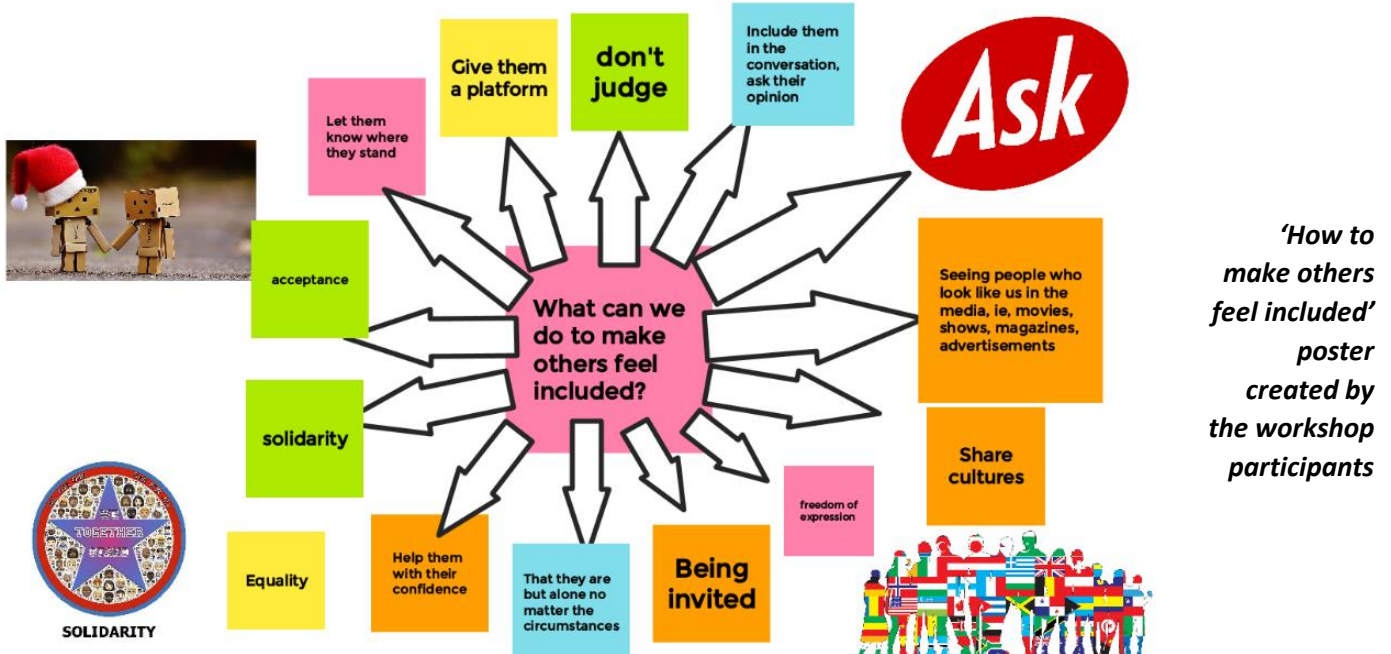 Let them
know where
they stand
Give them
a platform
don't
judge
Include them
in the
conversation,
ask their
opinion
Ask
acceptance
What can we
do to make
others feel
included?
Seeing people who
look like us in the
media, ie, movies,
shows, magazines,
advertisements
'How to
make others
feel included'
poster
created by
the workshop
participants
solidarity
Share
cultures
freedom of
expression
TOGETHER
SOLIDARITY
Equality
Help them
with their
confidence
That they are
but alone no
matter the
circumstances
Being
invited